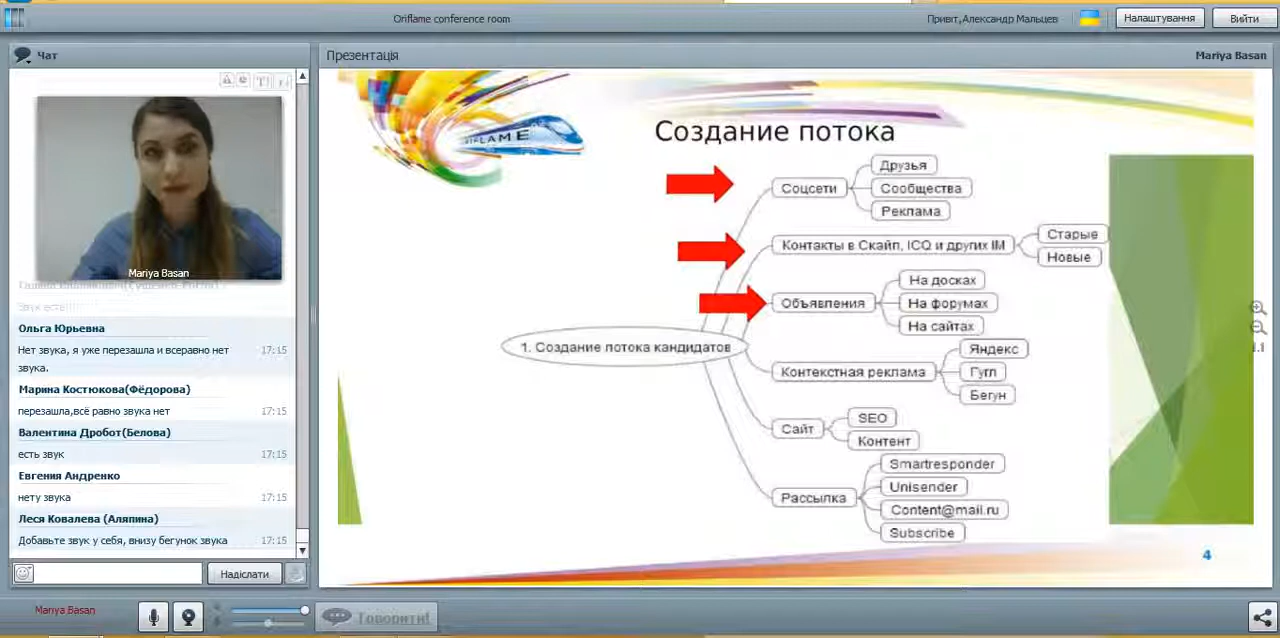 Oriflame conference room
Привіт,Александр Мальцев
Налаштування
Вийти
Чат
Mariya Basan
Звук есть!!!
Ольга Юрьевна
Нет звука, я уже перезашла и всеравно нет
звука.
17:15
Марина Костюкова(Фёдорова)
перезашла,всё равно звука нет
17:15
Валентина Дробот(Белова)
есть звук
17:15
Евгения Андренко
нету звука
17:15
Леся Ковалева (Аляпина)
Добавьте звук у себя, внизу бегунок звука
17:15
Надіслати
Mariya Basan
Говорити!
Презентація
Mariya Basan
Создание потока
1. Создание потока кандидатов
Соцсети
Друзья
Сообщества
Реклама
Контакты в Скайп, ICQ и других IM
Старые
Новые
Объявления
На досках
На форумах
На сайтах
Контекстная реклама
Яндекс
Гугл
Бегун
Сайт
SEO
Контент
Рассылка
Smartresponder
Unisender
Content@mail.ru
Subscribe
4